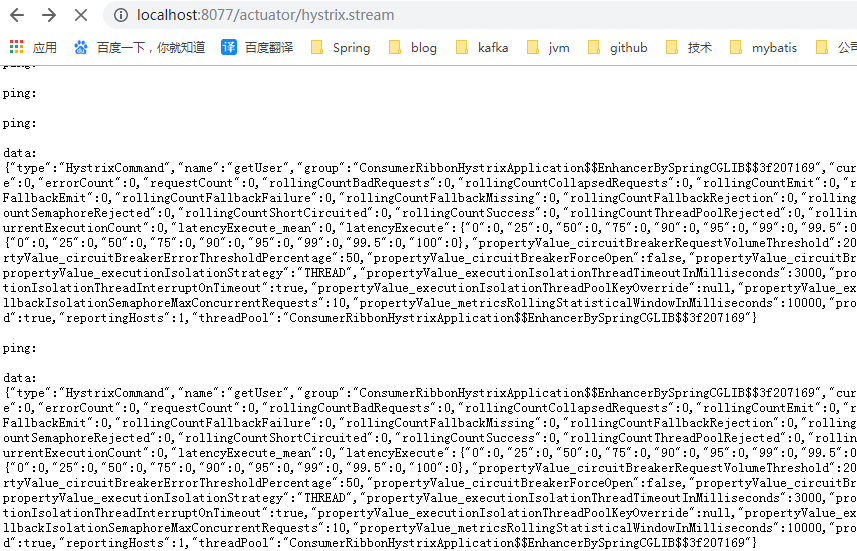 localhost:8077/actuator/hystrix.stream
应用 百度一下，你就知道 译 百度翻译 Spring blog kafka jvm github 技术 mybatis 公司
ping:
ping:
ping:
data:
{"type":"HystrixCommand","name":"getUser","group":"ConsumerRibbonHystrixApplication$$EnhancerBySpringCGLIB$$3f207169","cur
e":0,"errorCount":0,"requestCount":0,"rollingCountBadRequests":0,"rollingCountCollapsedRequests":0,"rollingCountEmit":0,"r
FallbackEmit":0,"rollingCountFallbackFailure":0,"rollingCountFallbackMissing":0,"rollingCountFallbackRejection":0,"rolling
ountSemaphoreRejected":0,"rollingCountShortCircuited":0,"rollingCountSuccess":0,"rollingCountThreadPoolRejected":0,"rollin
urrentExecutionCount":0,"latencyExecute_mean":0,"latencyExecute":{"0":0,"25":0,"50":0,"75":0,"90":0,"95":0,"99":0,"99.5":0
{"0":0,"25":0,"50":0,"75":0,"90":0,"95":0,"99":0,"99.5":0,"100":0},"propertyValue_circuitBreakerRequestVolumeThreshold":20
rtyValue_circuitBreakerErrorThresholdPercentage":50,"propertyValue_circuitBreakerForceOpen":false,"propertyValue_circuitBr
propertyValue_executionIsolationStrategy":"THREAD","propertyValue_executionIsolationThreadTimeoutInMilliseconds":3000,"pro
tionIsolationThreadInterruptOnTimeout":true,"propertyValue_executionIsolationThreadPoolKeyOverride":null,"propertyValue_ex
llbackIsolationSemaphoreMaxConcurrentRequests":10,"propertyValue_metricsRollingStatisticalWindowInMilliseconds":10000,"pro
d":true,"reportingHosts":1,"threadPool":"ConsumerRibbonHystrixApplication$$EnhancerBySpringCGLIB$$3f207169"}
ping:
data:
{"type":"HystrixCommand","name":"getUser","group":"ConsumerRibbonHystrixApplication$$EnhancerBySpringCGLIB$$3f207169","cur
e":0,"errorCount":0,"requestCount":0,"rollingCountBadRequests":0,"rollingCountCollapsedRequests":0,"rollingCountEmit":0,"r
FallbackEmit":0,"rollingCountFallbackFailure":0,"rollingCountFallbackMissing":0,"rollingCountFallbackRejection":0,"rolling
ountSemaphoreRejected":0,"rollingCountShortCircuited":0,"rollingCountSuccess":0,"rollingCountThreadPoolRejected":0,"rollin
urrentExecutionCount":0,"latencyExecute_mean":0,"latencyExecute":{"0":0,"25":0,"50":0,"75":0,"90":0,"95":0,"99":0,"99.5":0
{"0":0,"25":0,"50":0,"75":0,"90":0,"95":0,"99":0,"99.5":0,"100":0},"propertyValue_circuitBreakerRequestVolumeThreshold":20
rtyValue_circuitBreakerErrorThresholdPercentage":50,"propertyValue_circuitBreakerForceOpen":false,"propertyValue_circuitBr
propertyValue_executionIsolationStrategy":"THREAD","propertyValue_executionIsolationThreadTimeoutInMilliseconds":3000,"pro
tionIsolationThreadInterruptOnTimeout":true,"propertyValue_executionIsolationThreadPoolKeyOverride":null,"propertyValue_ex
llbackIsolationSemaphoreMaxConcurrentRequests":10,"propertyValue_metricsRollingStatisticalWindowInMilliseconds":10000,"pro
d":true,"reportingHosts":1,"threadPool":"ConsumerRibbonHystrixApplication$$EnhancerBySpringCGLIB$$3f207169"}